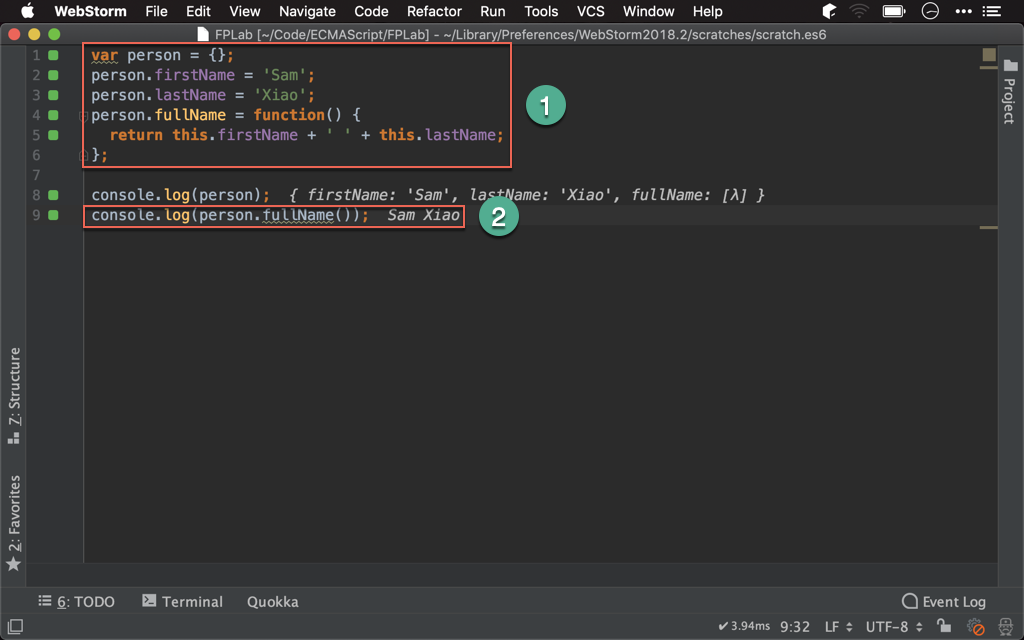 WebStorm File Edit View Navigate Code Refactor Run Tools VCS Window Help
FPLab [~/Code/ECMAScript/FPLab] - ~/Library/Preferences/WebStorm2018.2/scratches/scratch.es6
1 var person = {};
2 person.firstName = 'Sam';
3 person.lastName = 'Xiao';
4 person.fullName = function() {
5 return this.firstName + ' ' + this.lastName;
6 };
7
8 console.log(person); { firstName: 'Sam', lastName: 'Xiao', fullName: [λ] }
9 console.log(person.fullName()); Sam Xiao
1
2
Project
Z: Structure
2: Favorites
6: TODO Terminal Quokka Event Log
✔ 3.94ms 9:32 LF UTF-8